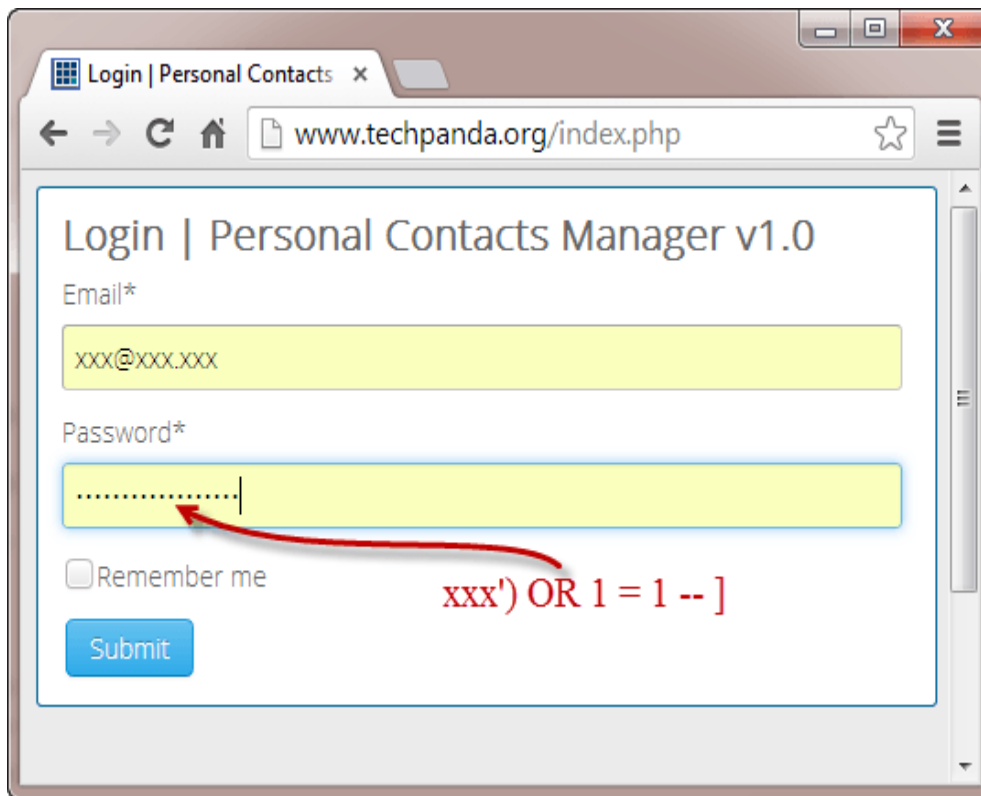 Login | Personal Contacts
www.techpanda.org/index.php
Login | Personal Contacts Manager v1.0
Email*
xxx@xxx.xxx
Password*
..................
xxx') OR 1 = 1 -- ]
Remember me
Submit